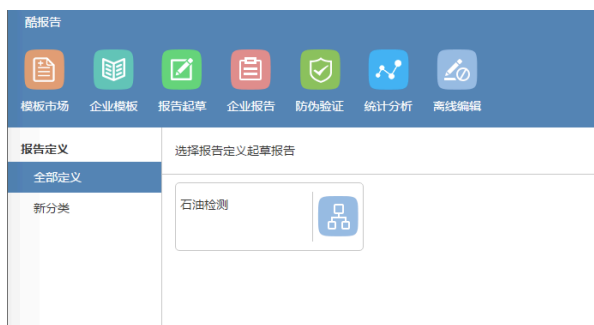 酷报告
模板市场 企业模板 报告起草 企业报告 防伪验证 统计分析 离线编辑
报告定义
全部定义
新分类
选择报告定义起草报告
石油检测